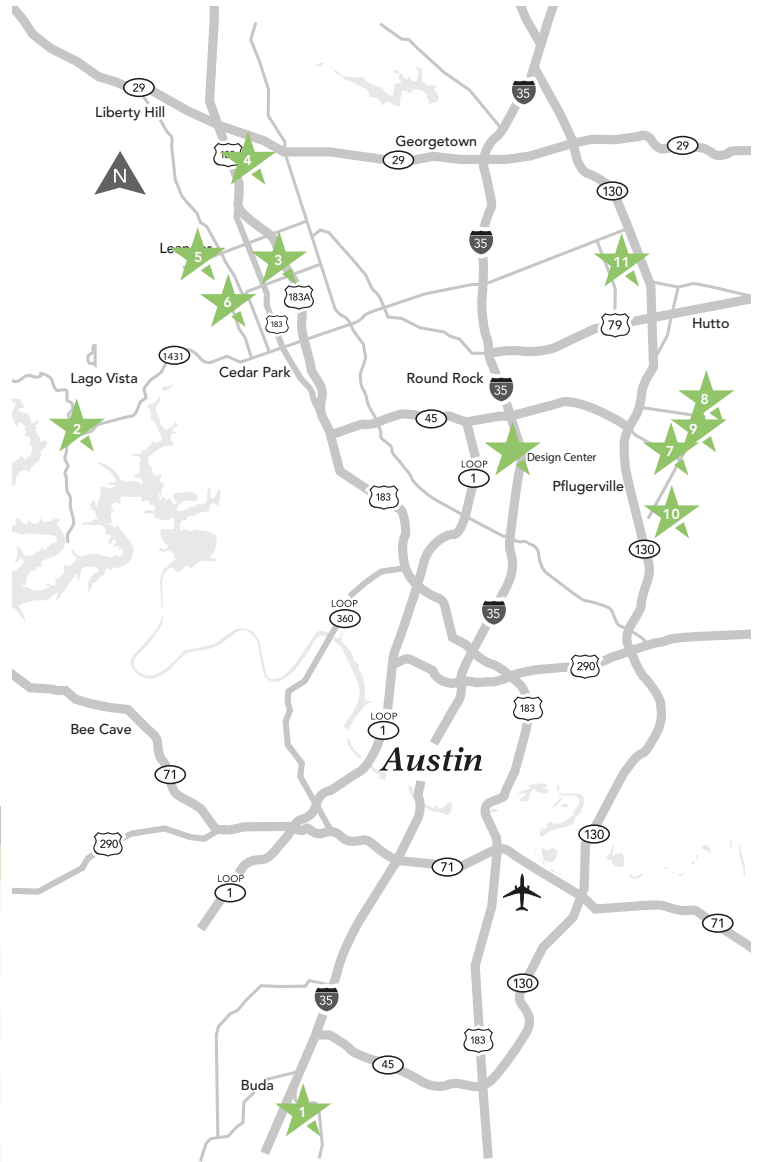 35
29
Liberty Hill
Georgetown
29
29
4
N
130
35
Leander
5
3
11
6
183A
183
79
Hutto
1431
Cedar Park
Lago Vista
Round Rock
35
8
45
2
9
7
Design Center
LOOP
1
Pflugerville
183
10
130
LOOP
360
35
290
183
LOOP
1
Bee Cave
Austin
71
130
290
71
LOOP
1
71
130
35
183
45
Buda
1